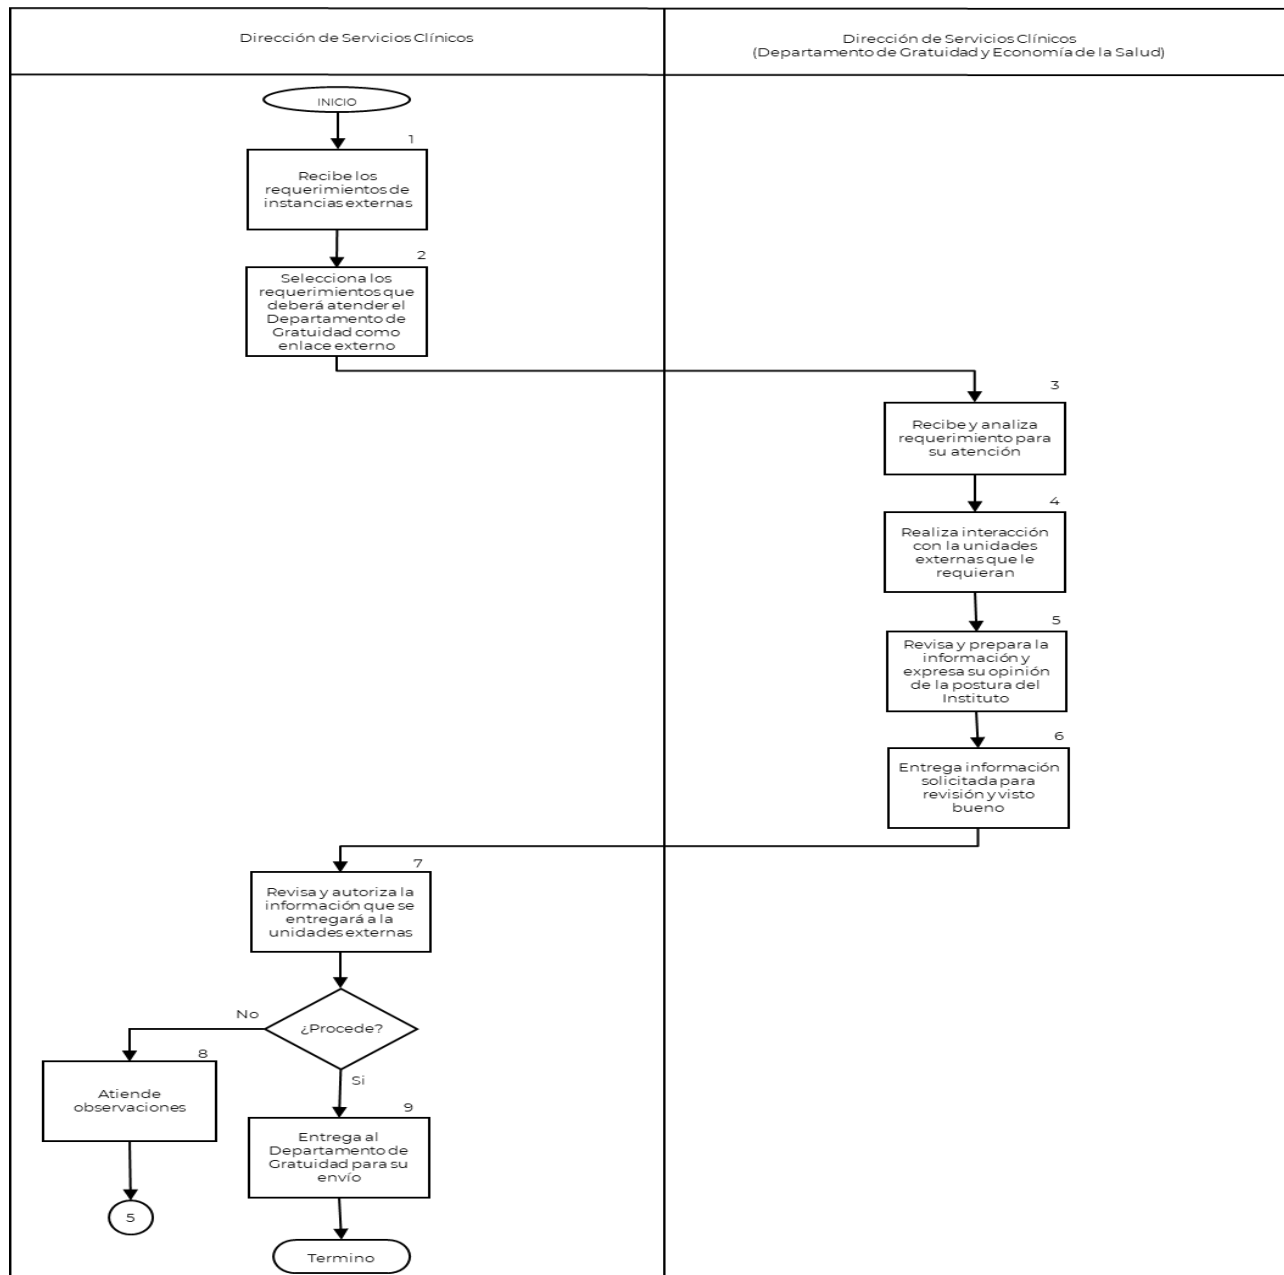 Dirección de Servicios Clínicos
Dirección de Servicios Clínicos
(Departamento de Gratuidad y Economía de la Salud)
INICIO
1
Recibe los
requerimientos de
instancias externas
2
Selecciona los
requerimientos que
deberá atender el
Departamento de
Gratuidad como
enlace externo
3
Recibe y analiza
requerimiento para
su atención
4
Realiza interacción
con la unidades
externas que le
requieran
5
Revisa y prepara la
información y
expresa su opinión
de la postura del
Instituto
6
Entrega información
solicitada para
revisión y visto
bueno
7
Revisa y autoriza la
información que se
entregará a la
unidades externas
¿Procede?
No
8
Atiende
observaciones
5
Si
9
Entrega al
Departamento de
Gratuidad para su
envío
Termino